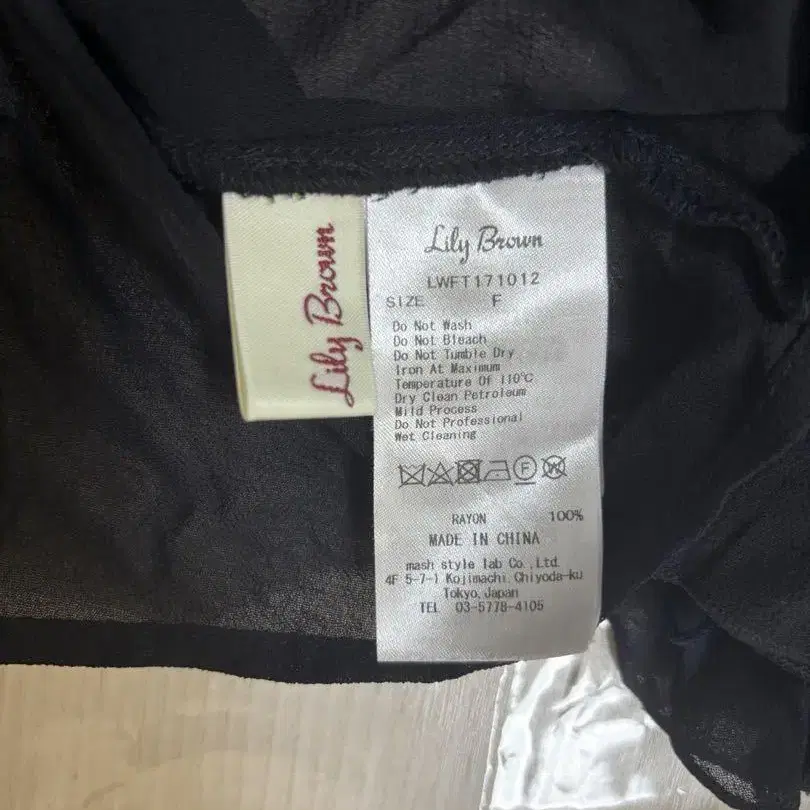 Lily Brown
Lily Brown
LWFT171012
SIZE F
Do Not Wash
Do Not Bleach
Do Not Tumble Dry
Iron At Maximum
Temperature Of 110℃
Dry Clean Petroleum
Mild Process
Do Not Professional
Wet Cleaning
F
W
RAYON 100%
MADE IN CHINA
mash style lab Co.,Ltd.
4F 5-7-1 Kojimachi, Chiyoda-ku
Tokyo, Japan
TEL 03-5778-4105